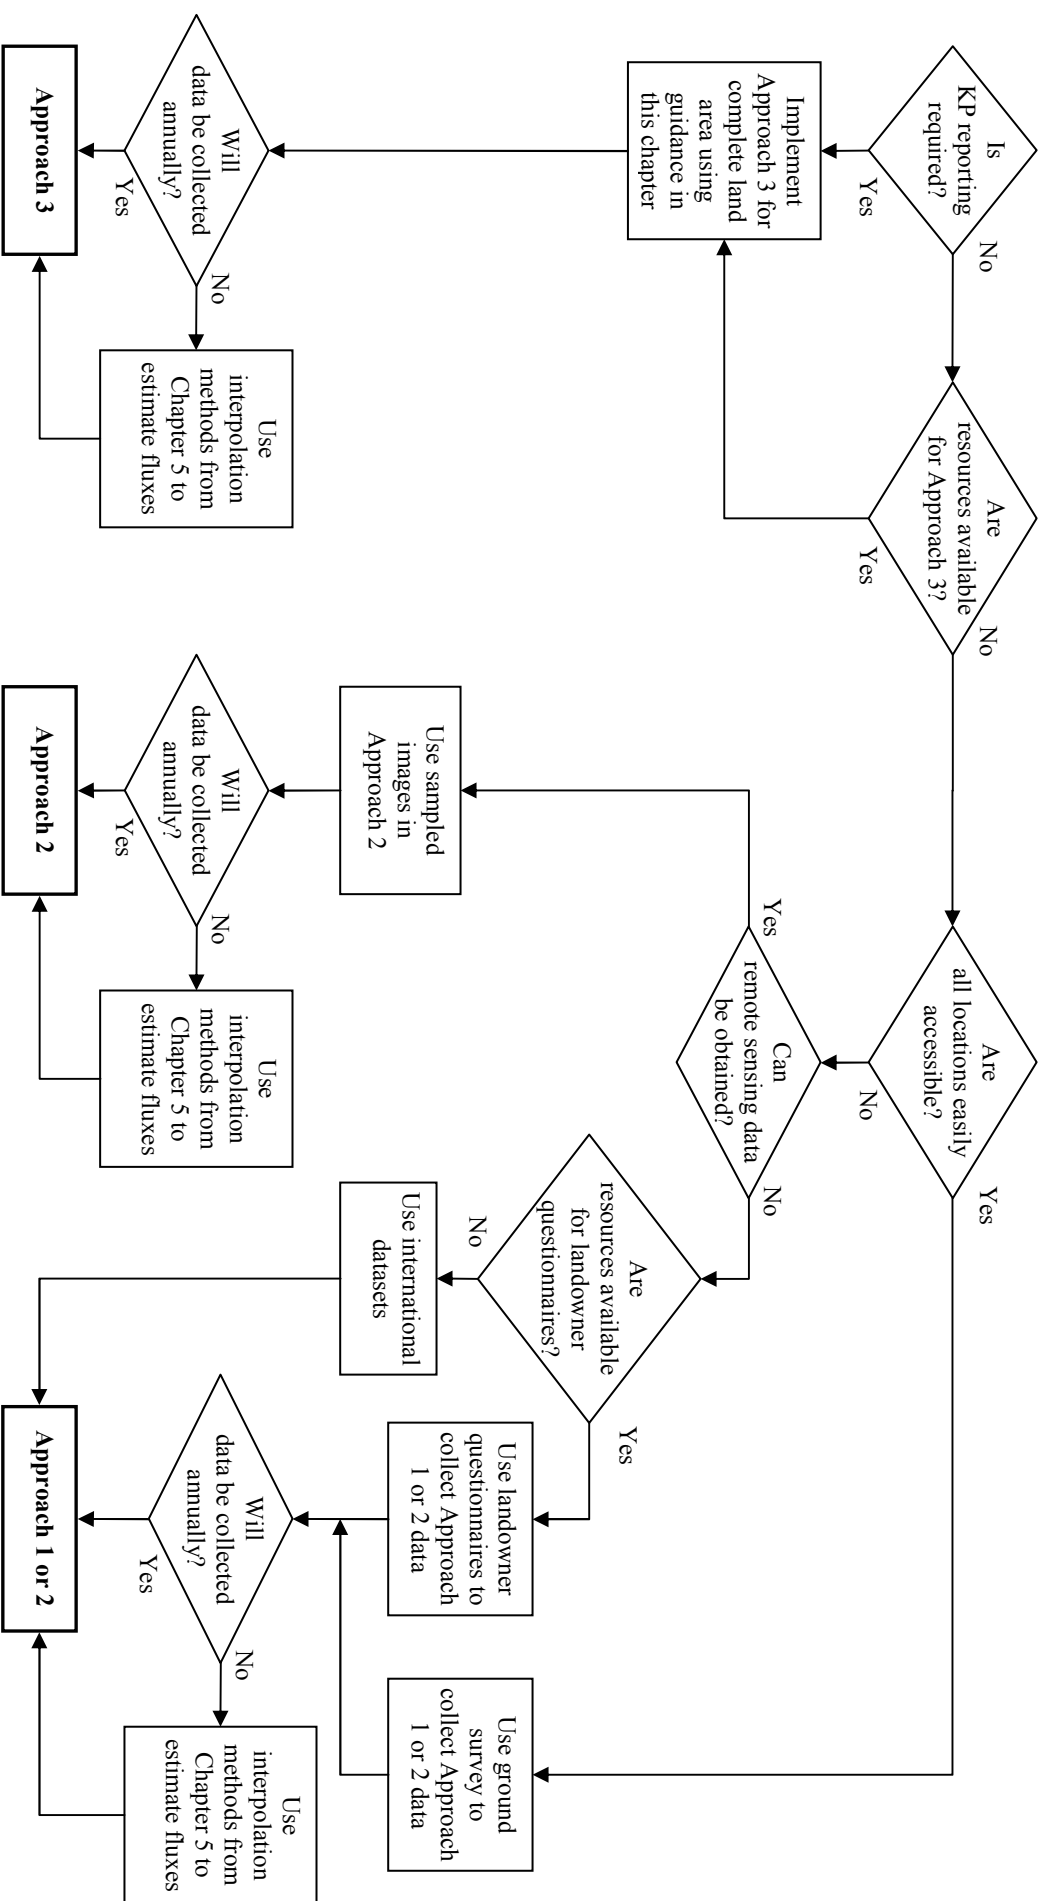 Is
KP reporting
required?
No
Yes
Are
resources available
for Approach 3?
No
Yes
Are
all locations easily
accessible?
Yes
No
Implement
Approach 3 for
complete land
area using
guidance in
this chapter
Can
remote sensing data
be obtained?
Yes
No
Are
resources available
for landowner
questionnaires?
Yes
No
Use sampled
images in
Approach 2
Use international
datasets
Use landowner
questionnaires to
collect Approach
1 or 2 data
Use ground
survey to
collect Approach
1 or 2 data
Will
data be collected
annually?
No
Yes
Use
interpolation
methods from
Chapter 5 to
estimate fluxes
Will
data be collected
annually?
No
Yes
Use
interpolation
methods from
Chapter 5 to
estimate fluxes
Will
data be collected
annually?
No
Yes
Use
interpolation
methods from
Chapter 5 to
estimate fluxes
Approach 3
Approach 2
Approach 1 or 2